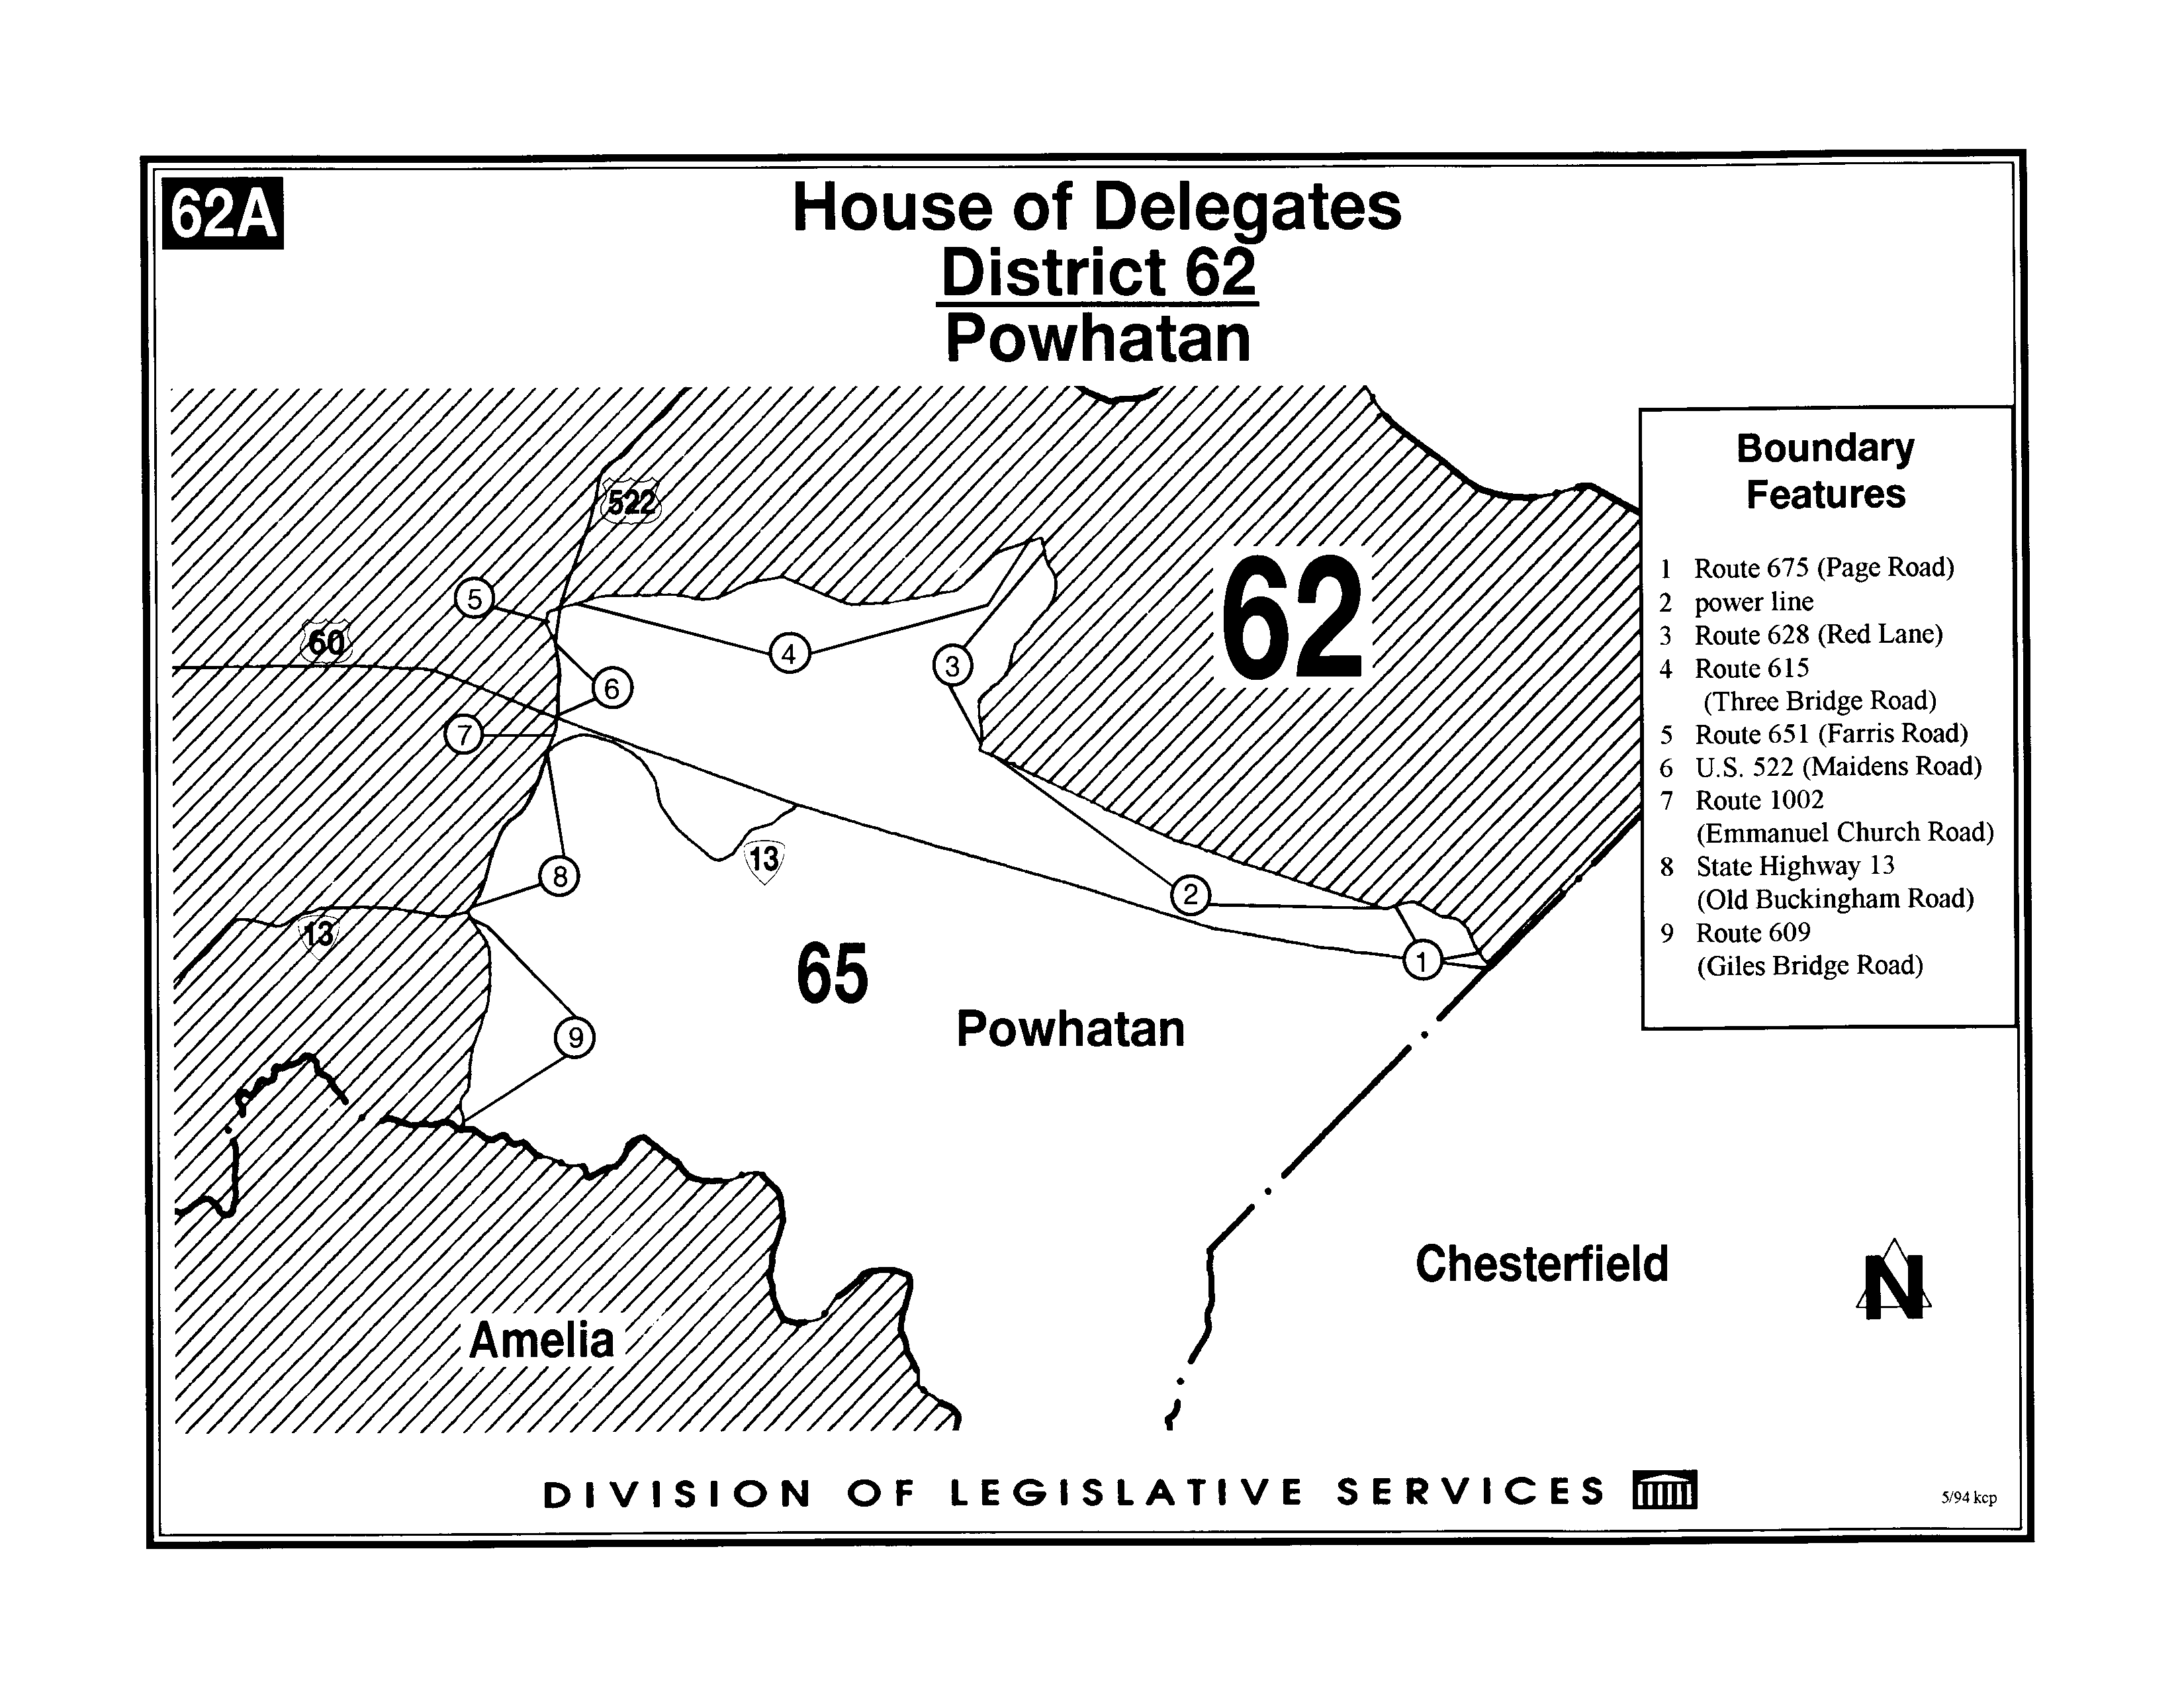 62A
House of Delegates
District 62
Powhatan
Boundary
Features
1 Route 675 (Page Road)
2 power line
3 Route 628 (Red Lane)
4 Route 615
(Three Bridge Road)
5 Route 651 (Farris Road)
6 U.S. 522 (Maidens Road)
7 Route 1002
(Emmanuel Church Road)
8 State Highway 13
(Old Buckingham Road)
9 Route 609
(Giles Bridge Road)
522
62
5
60
4
3
6
7
13
8
2
13
65
1
Powhatan
9
Chesterfield
N
Amelia
DIVISION OF LEGISLATIVE SERVICES
5/94 kcp